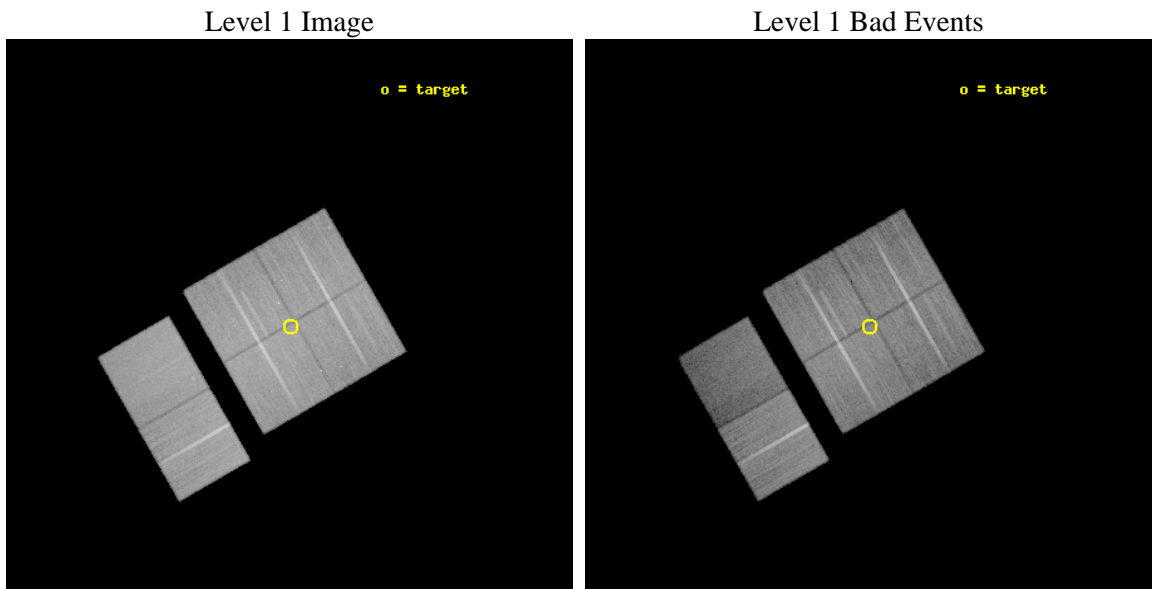 Level 1 Image
Level 1 Bad Events
o = target
o = target